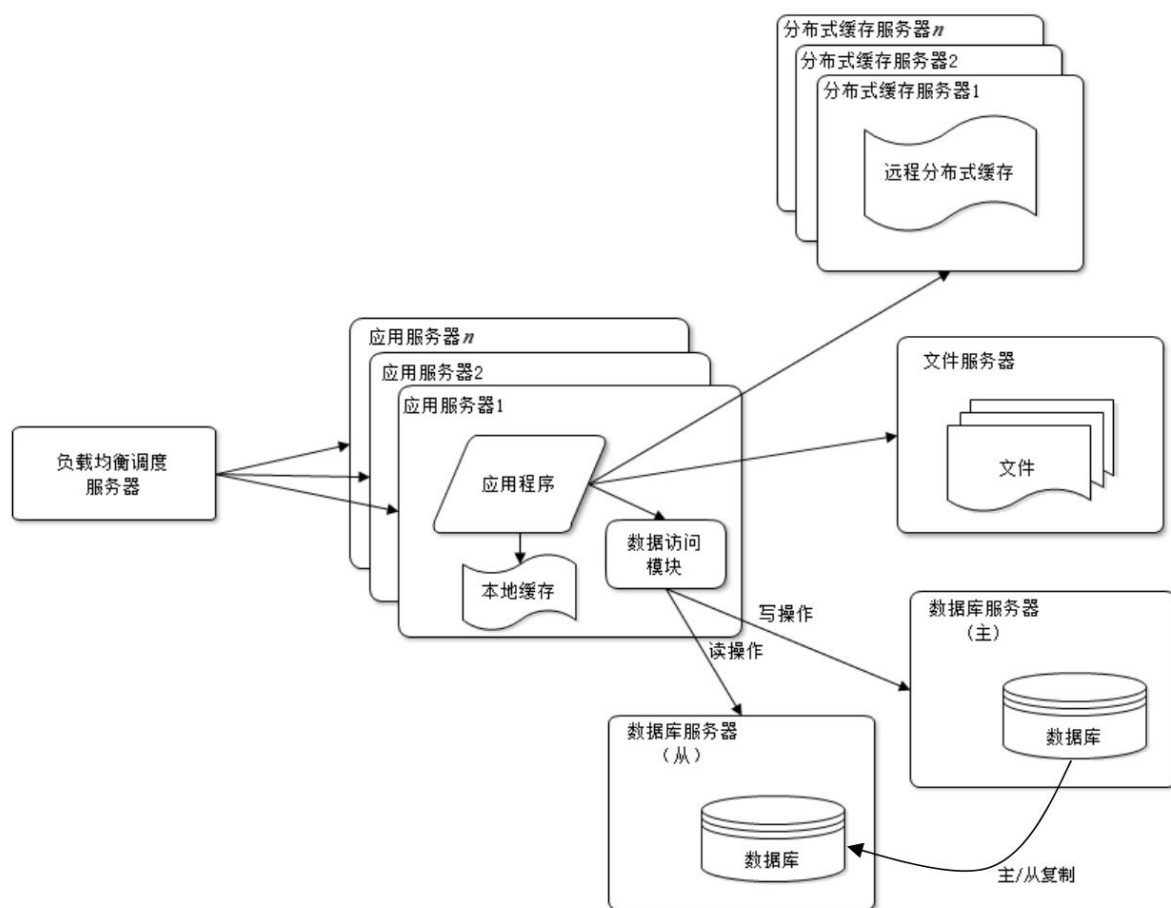 分布式缓存服务器n
分布式缓存服务器2
分布式缓存服务器1
远程分布式缓存
应用服务器n
应用服务器2
应用服务器1
文件服务器
文件
负载均衡调度
服务器
应用程序
数据访问
模块
本地缓存
写操作
读操作
数据库服务器
(主)
数据库
数据库服务器
(从)
数据库
主/从复制